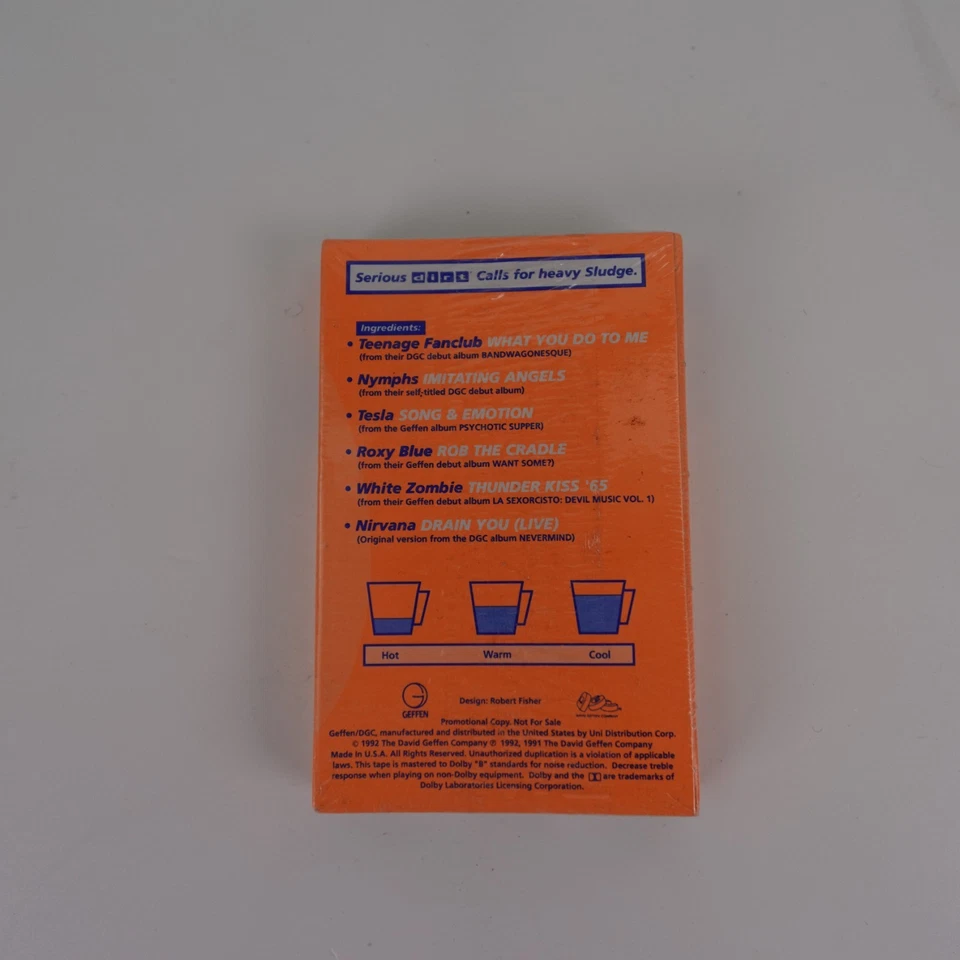 Serious dirt™ Calls for heavy Sludge.
Ingredients:
• Teenage Fanclub WHAT YOU DO TO ME
(from their DGC debut album BANDWAGONESQUE)
• Nymphs IMITATING ANGELS
(from their self-titled DGC debut album)
• Tesla SONG & EMOTION
(from the Geffen album PSYCHOTIC SUPPER)
• Roxy Blue ROB THE CRADLE
(from their Geffen debut album WANT SOME?)
• White Zombie THUNDER KISS '65
(from their Geffen debut album LA SEXORCISTO: DEVIL MUSIC VOL. 1)
• Nirvana DRAIN YOU (LIVE)
(Original version from the DGC album NEVERMIND)
Hot Warm Cool
GEFFEN
Design: Robert Fisher
Promotional Copy. Not For Sale
Geffen/DGC, manufactured and distributed in the United States by Uni Distribution Corp.
© 1992 The David Geffen Company ℗ 1992, 1991 The David Geffen Company
Made In U.S.A. All Rights Reserved. Unauthorized duplication is a violation of applicable
laws. This tape is mastered to Dolby "B" standards for noise reduction. Decrease treble
response when playing on non-Dolby equipment. Dolby and the are trademarks of
Dolby Laboratories Licensing Corporation.